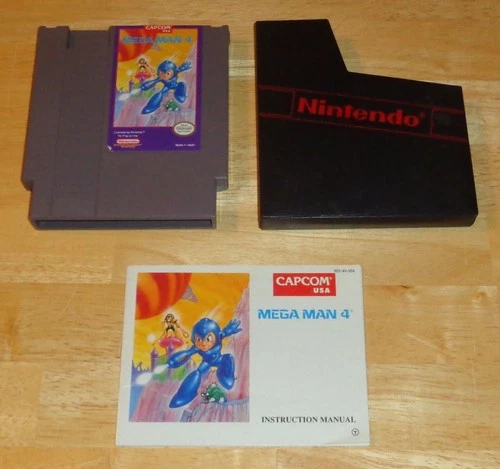 CAPCOM
USA
MEGA MAN 4
Nintendo®
CAPCOM®
USA
MEGA MAN 4
INSTRUCTION MANUAL